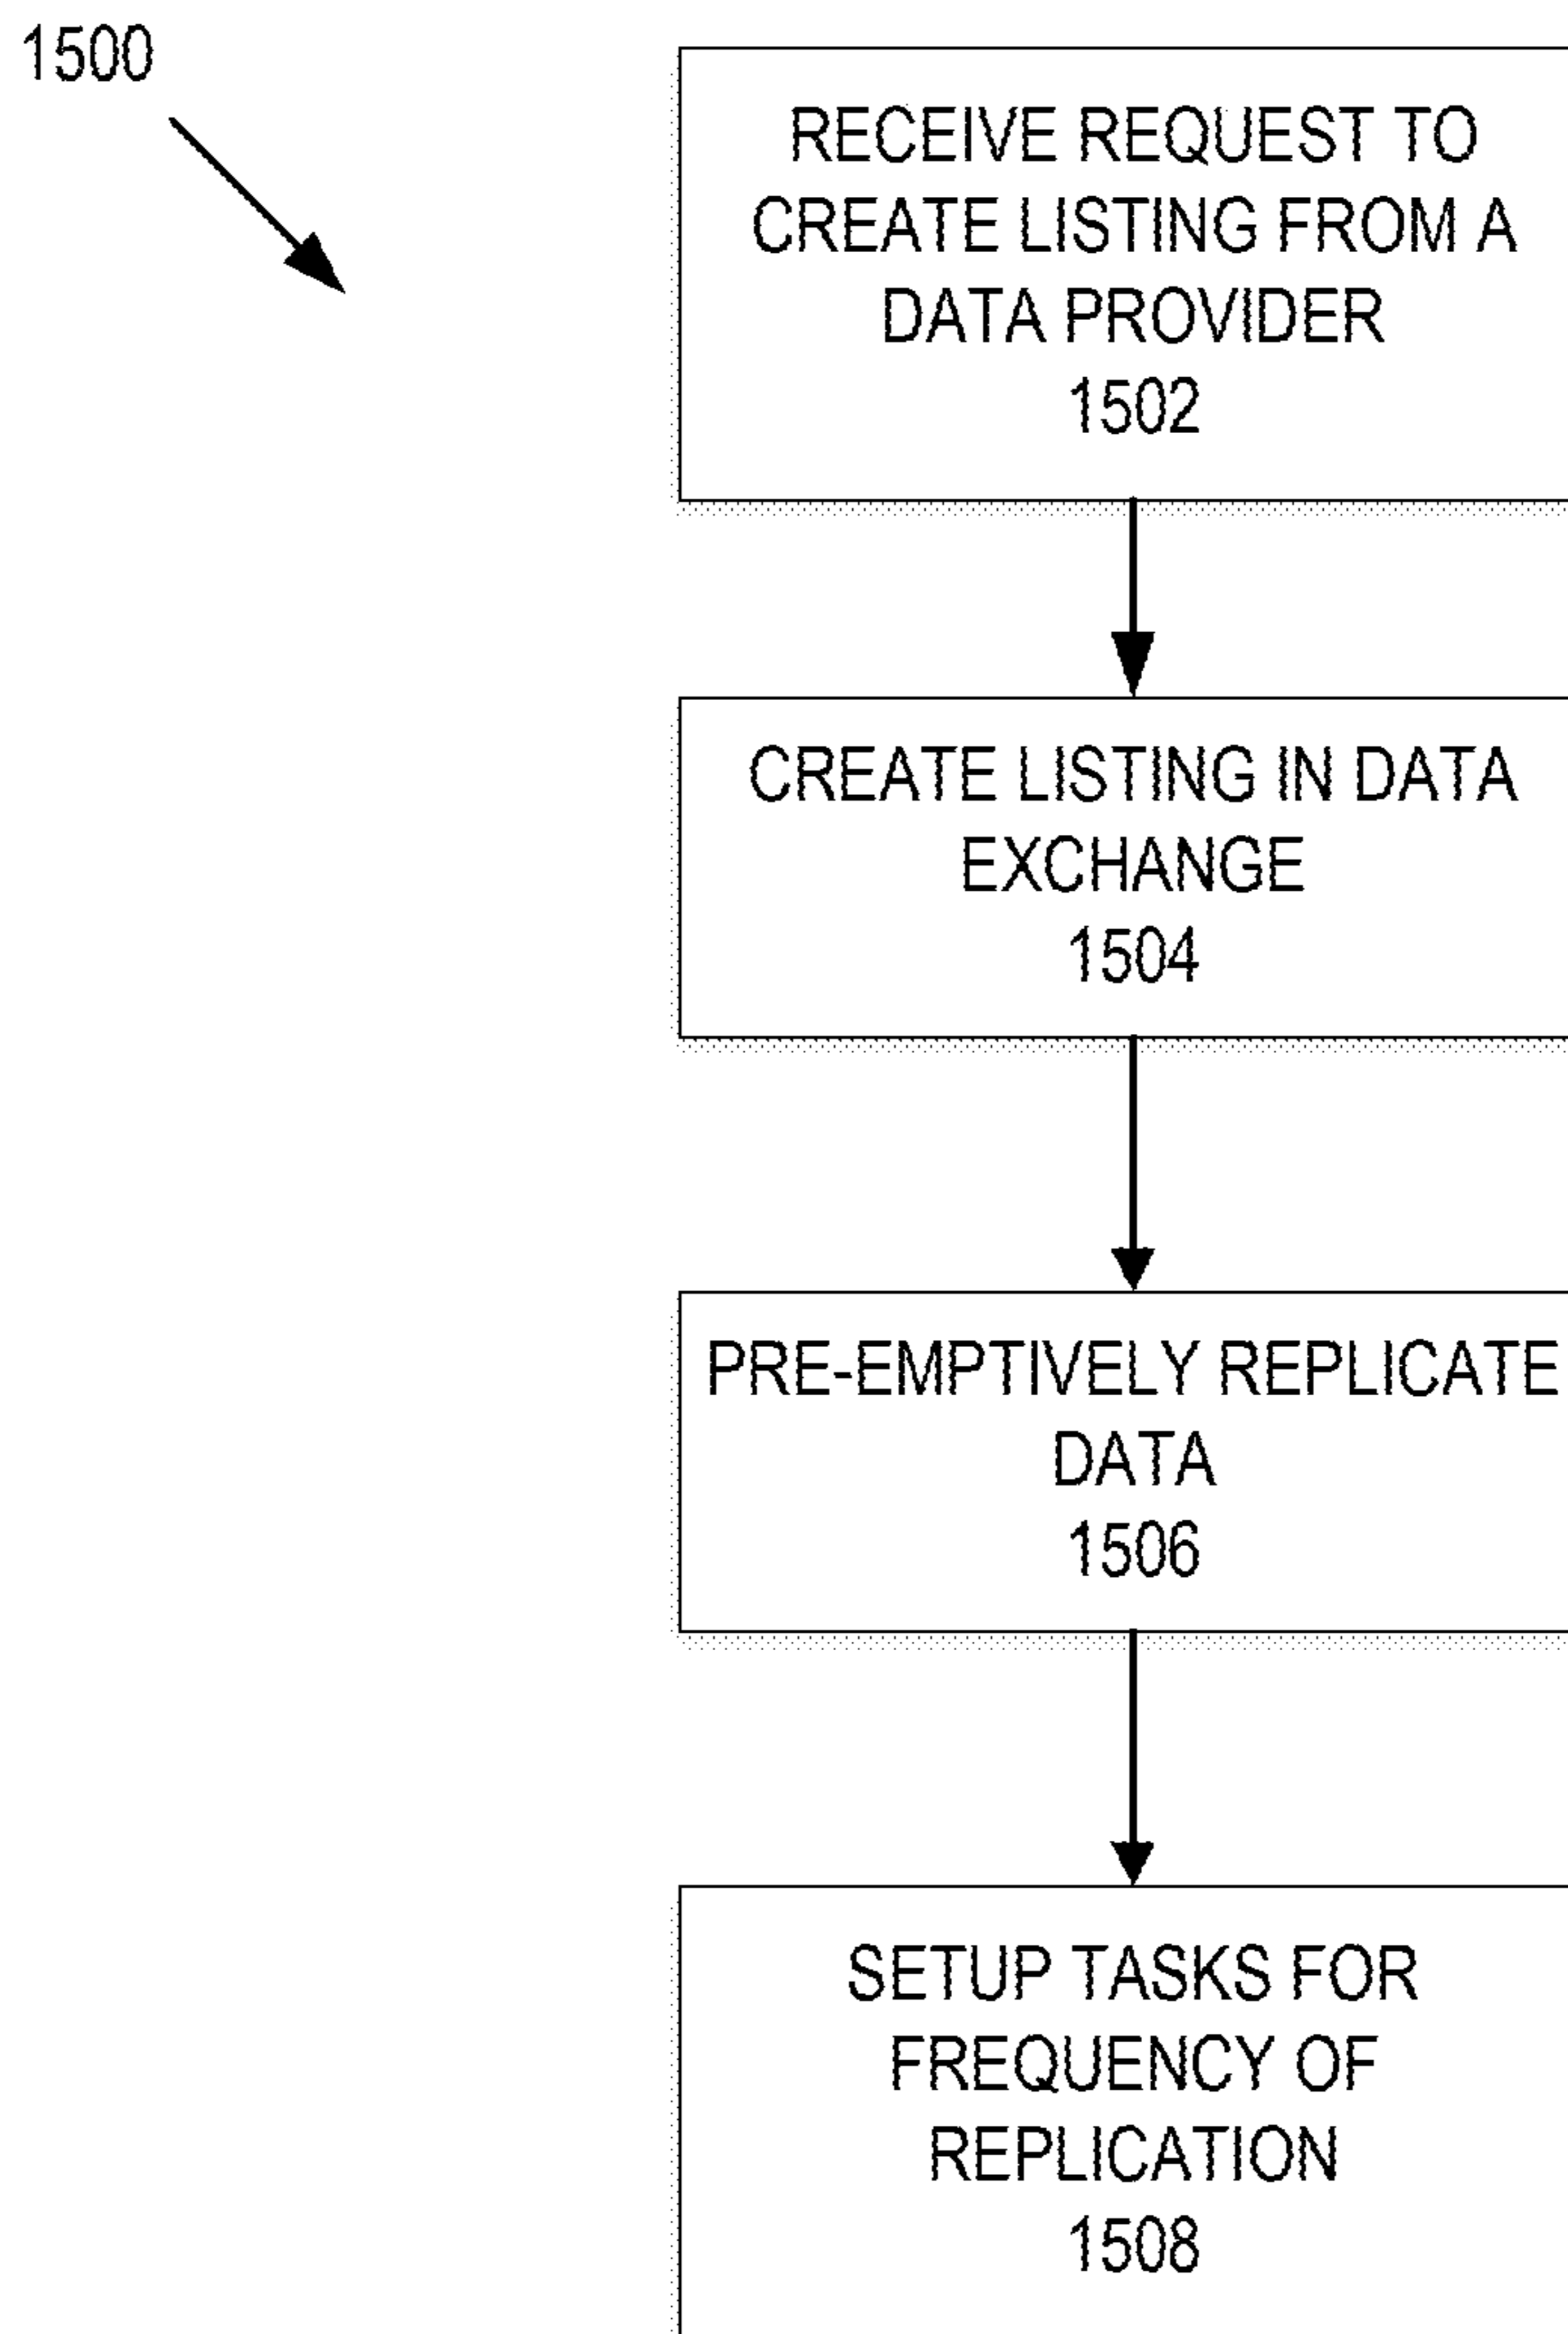 1500
RECEIVE REQUEST TO
CREATE LISTING FROM A
DATA PROVIDER
1502
CREATE LISTING IN DATA
EXCHANGE
1504
PRE-EMPTIVELY REPLICATE
DATA
1506
SETUP TASKS FOR
FREQUENCY OF
REPLICATION
1508